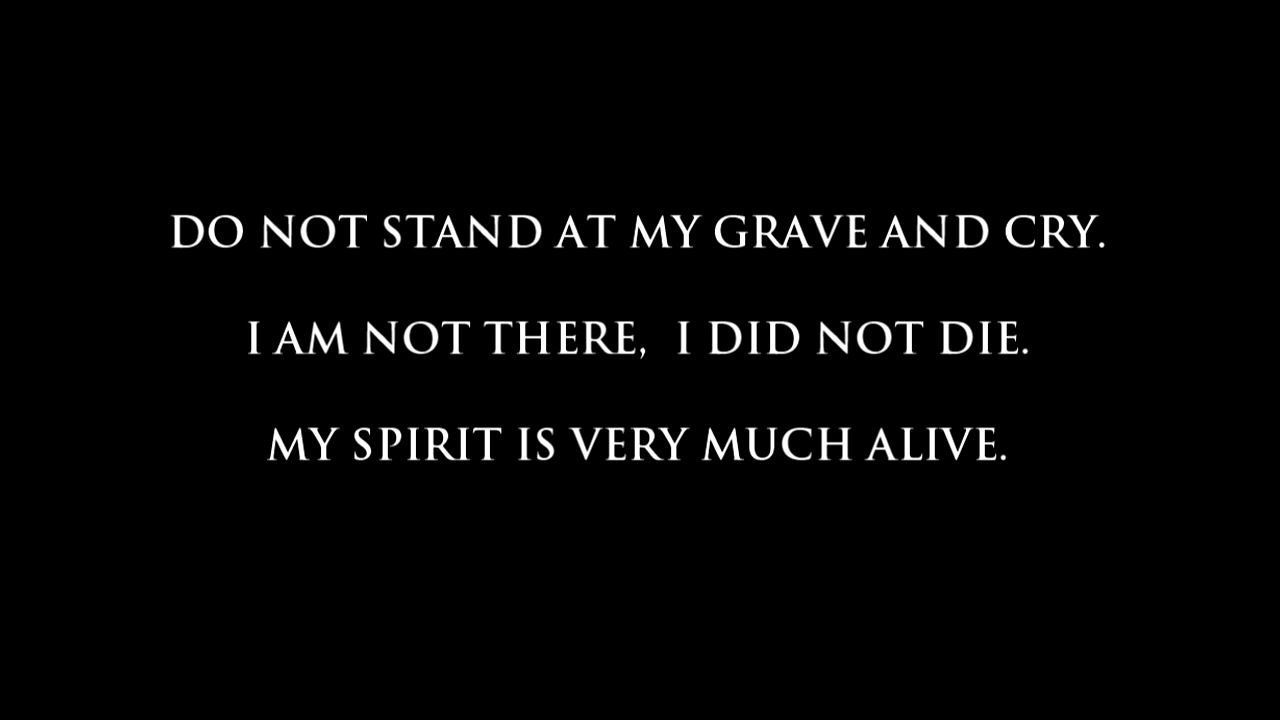 DO NOT STAND AT MY GRAVE AND CRY.
I AM NOT THERE,  I DID NOT DIE.
MY SPIRIT IS VERY MUCH ALIVE.